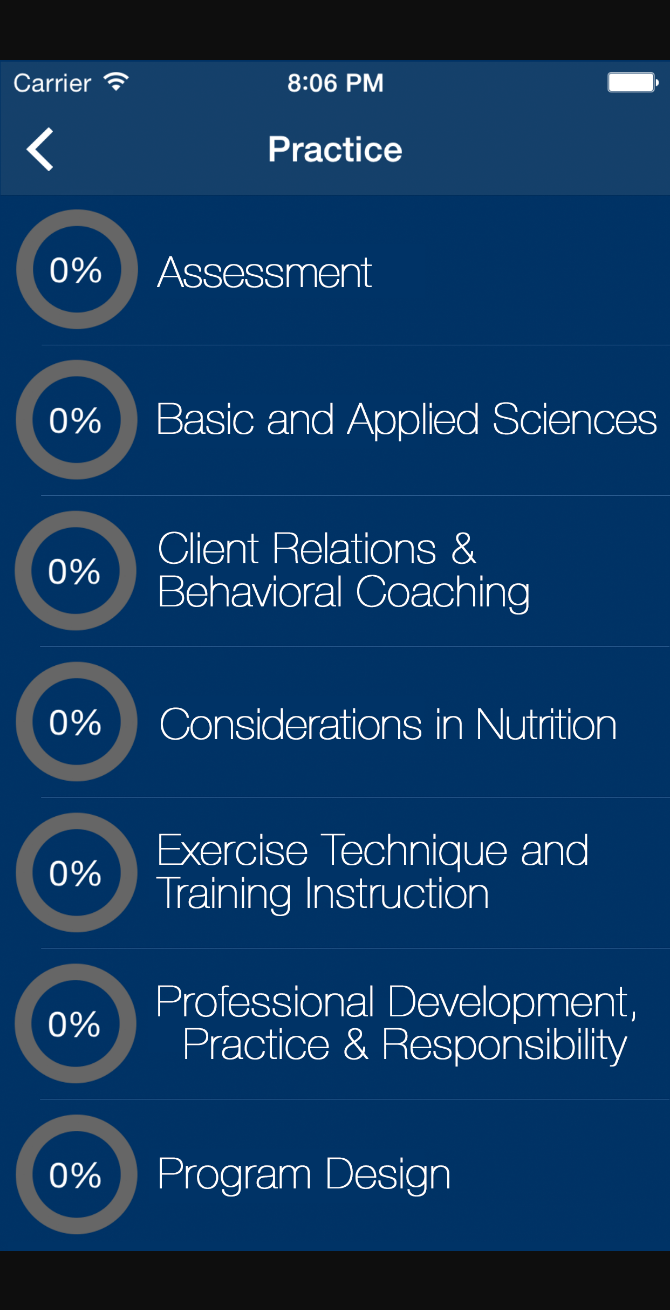 Carrier 8:06 PM
Practice
0% Assessment
0% Basic and Applied Sciences
0% Client Relations &
Behavioral Coaching
0% Considerations in Nutrition
0% Exercise Technique and
Training Instruction
0% Professional Development,
Practice & Responsibility
0% Program Design